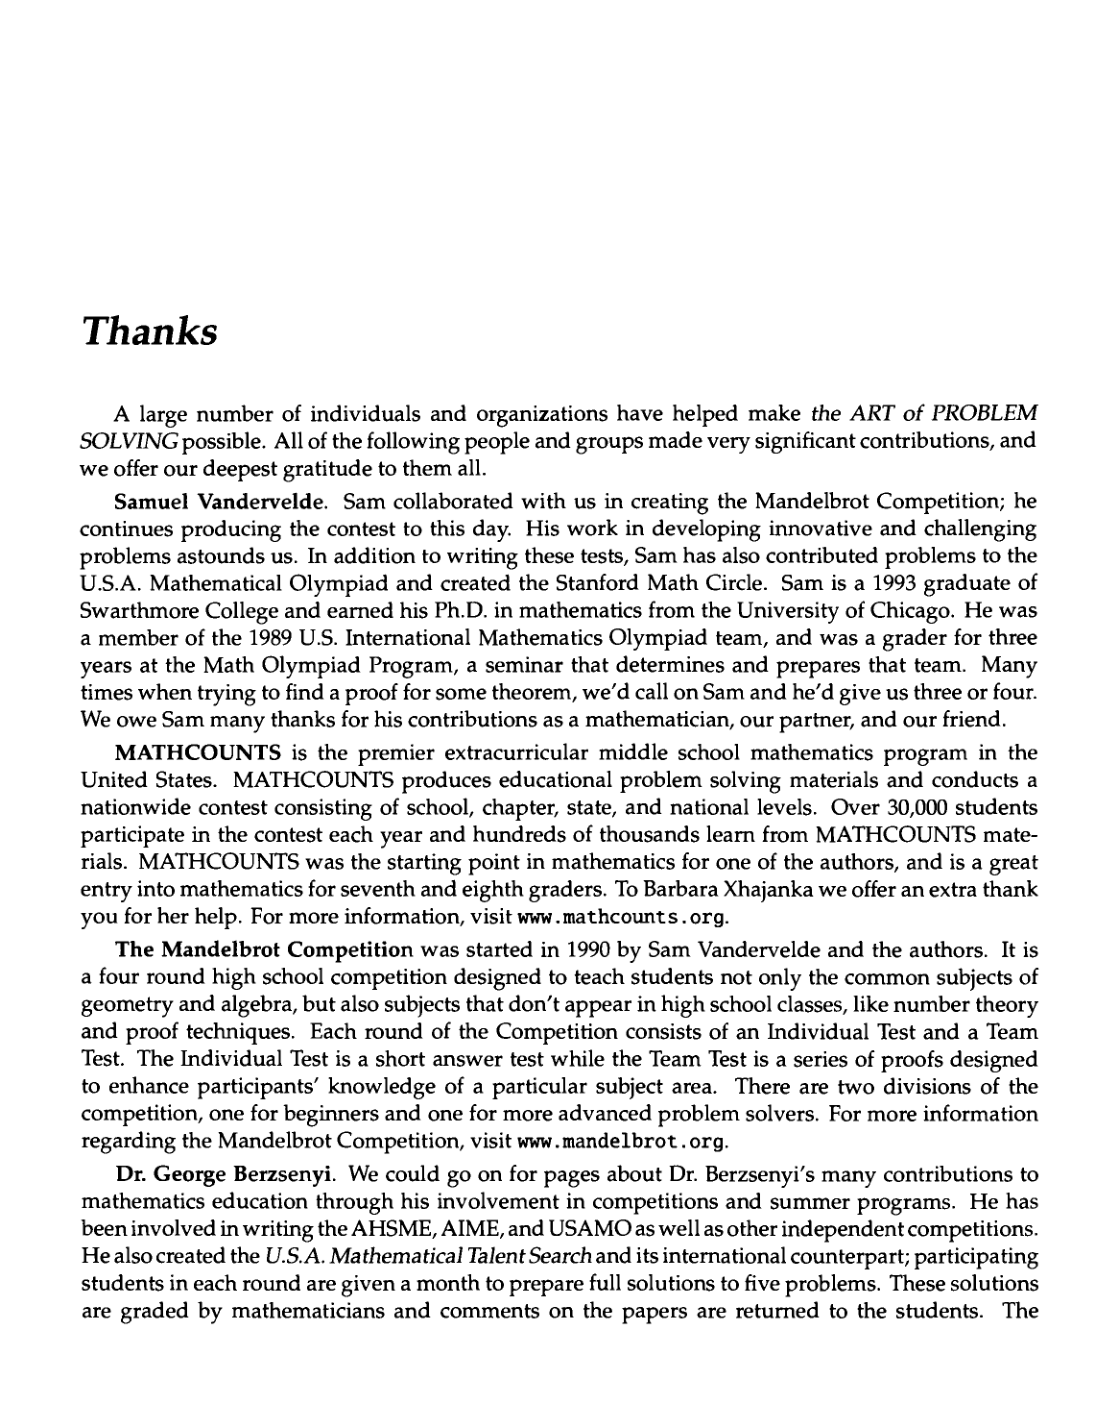 Thanks
A large number of individuals and organizations have helped make the ART of PROBLEM
SOLVING possible. All of the following people and groups made very significant contributions, and
we offer our deepest gratitude to them all.
Samuel Vandervelde. Sam collaborated with us in creating the Mandelbrot Competition; he
continues producing the contest to this day. His work in developing innovative and challenging
problems astounds us. In addition to writing these tests, Sam has also contributed problems to the
U.S.A. Mathematical Olympiad and created the Stanford Math Circle. Sam is a 1993 graduate of
Swarthmore College and earned his Ph.D. in mathematics from the University of Chicago. He was
a member of the 1989 U.S. International Mathematics Olympiad team, and was a grader for three
years at the Math Olympiad Program, a seminar that determines and prepares that team. Many
times when trying to find a proof for some theorem, we'd call on Sam and he'd give us three or four.
We owe Sam many thanks for his contributions as a mathematician, our partner, and our friend.
MATHCOUNTS is the premier extracurricular middle school mathematics program in the
United States. MATHCOUNTS produces educational problem solving materials and conducts a
nationwide contest consisting of school, chapter, state, and national levels. Over 30,000 students
participate in the contest each year and hundreds of thousands learn from MATHCOUNTS mate-
rials. MATHCOUNTS was the starting point in mathematics for one of the authors, and is a great
entry into mathematics for seventh and eighth graders. To Barbara Xhajanka we offer an extra thank
you for her help. For more information, visit www.mathcounts.org.
The Mandelbrot Competition was started in 1990 by Sam Vandervelde and the authors. It is
a four round high school competition designed to teach students not only the common subjects of
geometry and algebra, but also subjects that don't appear in high school classes, like number theory
and proof techniques. Each round of the Competition consists of an Individual Test and a Team
Test. The Individual Test is a short answer test while the Team Test is a series of proofs designed
to enhance participants' knowledge of a particular subject area. There are two divisions of the
competition, one for beginners and one for more advanced problem solvers. For more information
regarding the Mandelbrot Competition, visit www.mandelbrot.org.
Dr. George Berzsenyi. We could go on for pages about Dr. Berzsenyi's many contributions to
mathematics education through his involvement in competitions and summer programs. He has
been involved in writing the AHSME, AIME, and USAMO as well as other independent competitions.
He also created the U.S.A. Mathematical Talent Search and its international counterpart; participating
students in each round are given a month to prepare full solutions to five problems. These solutions
are graded by mathematicians and comments on the papers are returned to the students. The